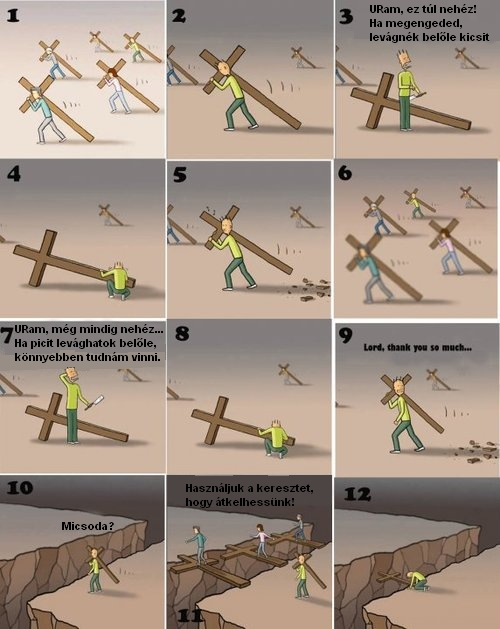 1
2
3
URam, ez túl nehéz!
Ha megengeded,
levágnék belőle kicsit
4
5
6
7
URam, még mindig nehéz...
Ha picit levághatok belőle,
könnyebben tudnám vinni.
8
9
Lord, thank you so much...
10
Micsoda?
11
Használjuk a keresztet,
hogy átkelhessünk!
12